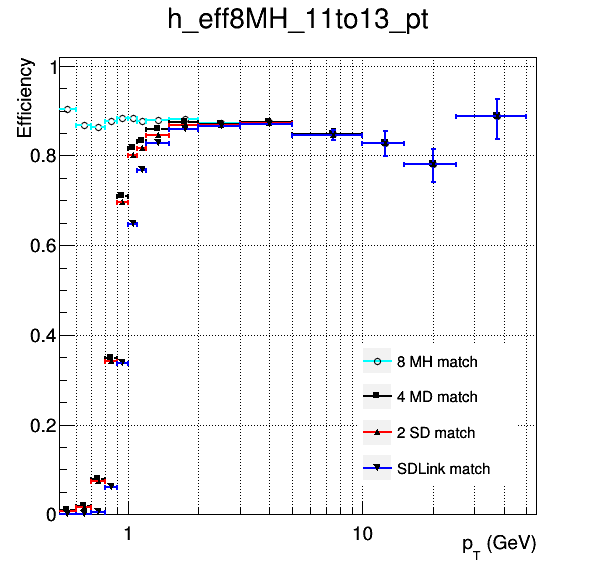 h_eff8MH_11to13_pt
Efficiency
1
0.8
0.6
0.4
0.2
0
8 MH match
4 MD match
2 SD match
SDLink match
1
10
p_T (GeV)